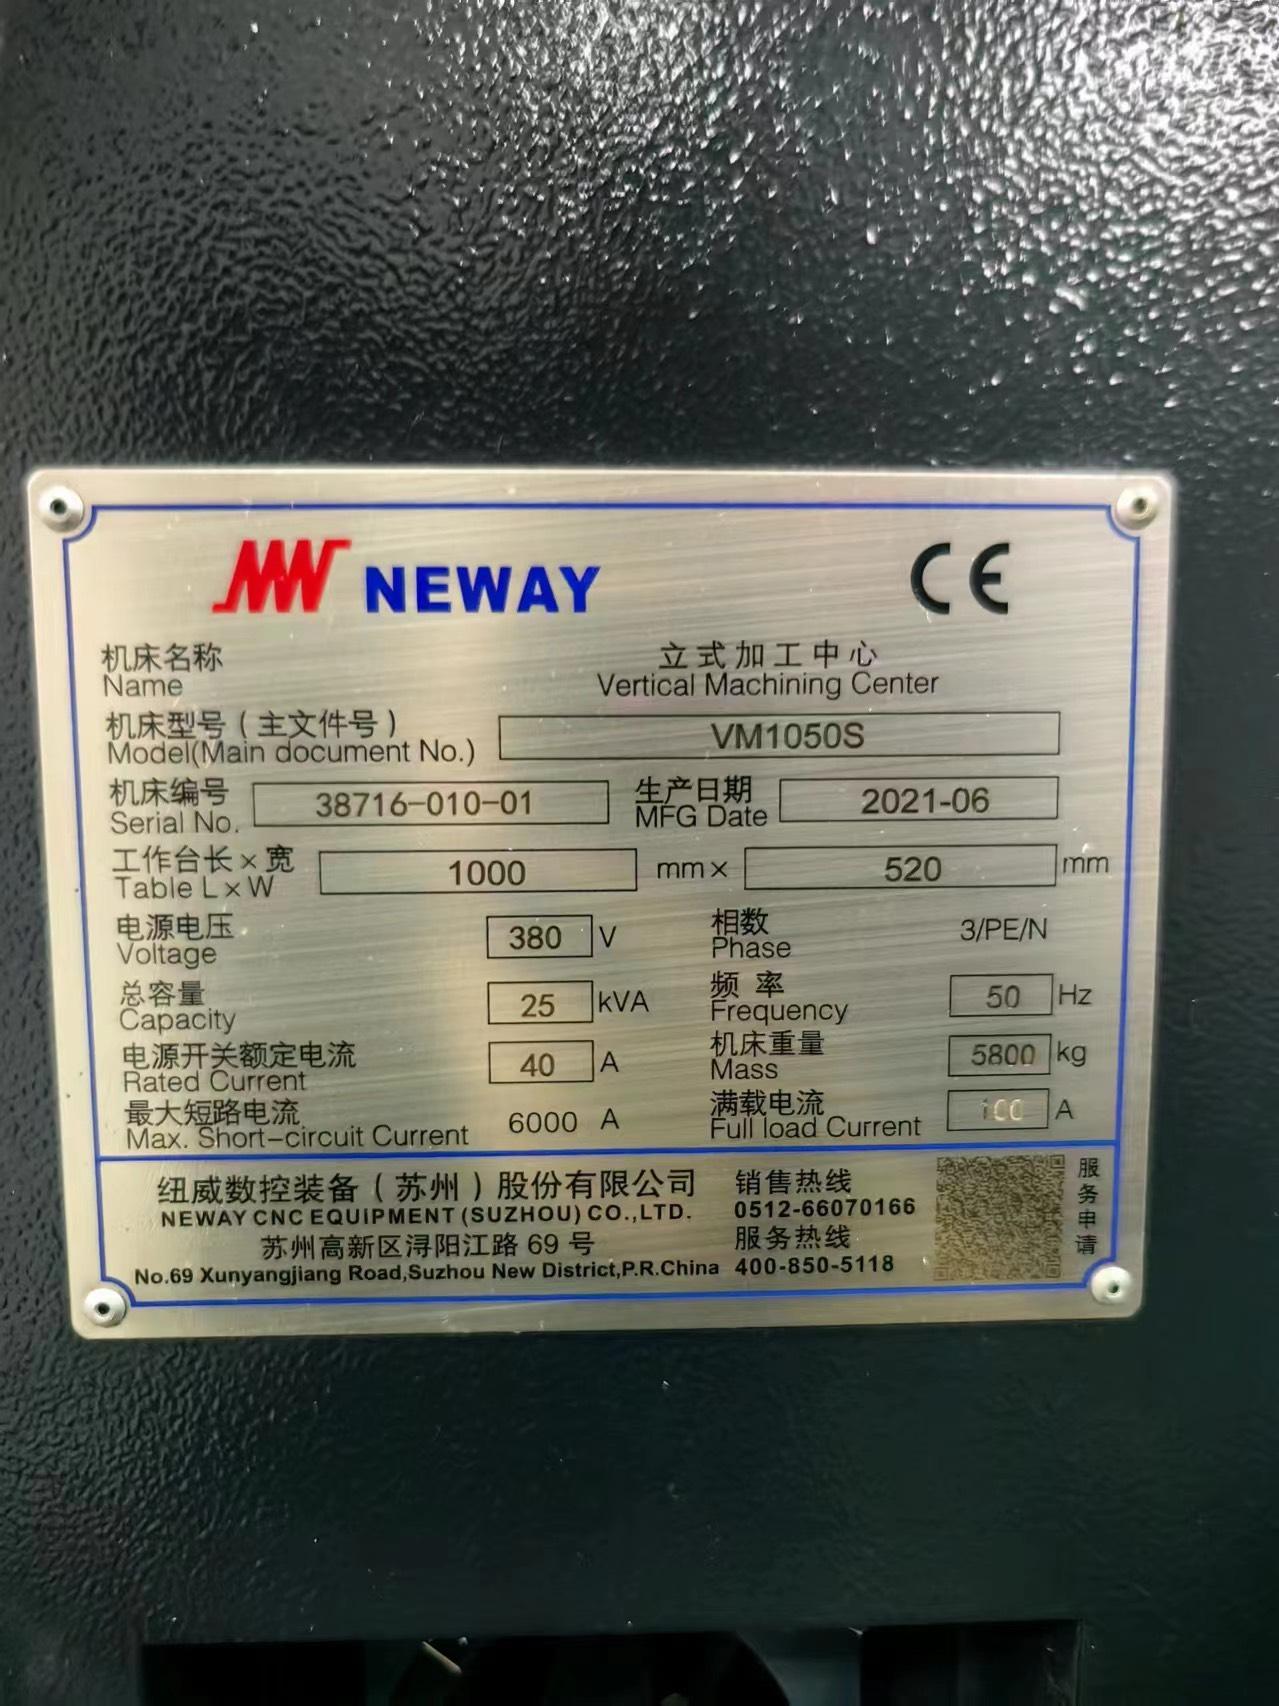 NEWAY CE
机床名称 立式加工中心
Name Vertical Machining Center
机床型号（主文件号） VM1050S
Model(Main document No.)
机床编号 38716-010-01 生产日期 2021-06
Serial No. MFG Date
工作台长×宽 1000 mm× 520 mm
Table L×W
电源电压 380 V 相数 3/PE/N
Voltage Phase
总容量 25 kVA 频率 50 Hz
Capacity Frequency
电源开关额定电流 40 A 机床重量 5800 kg
Rated Current Mass
最大短路电流 6000 A 满载电流 A
Max. Short-circuit Current Full load Current
纽威数控装备（苏州）股份有限公司 销售热线
NEWAY CNC EQUIPMENT (SUZHOU) CO.,LTD. 0512-66070166
苏州高新区浔阳江路 69 号 服务热线
No.69 Xunyangjiang Road,Suzhou New District,P.R.China 400-850-5118
服务申请